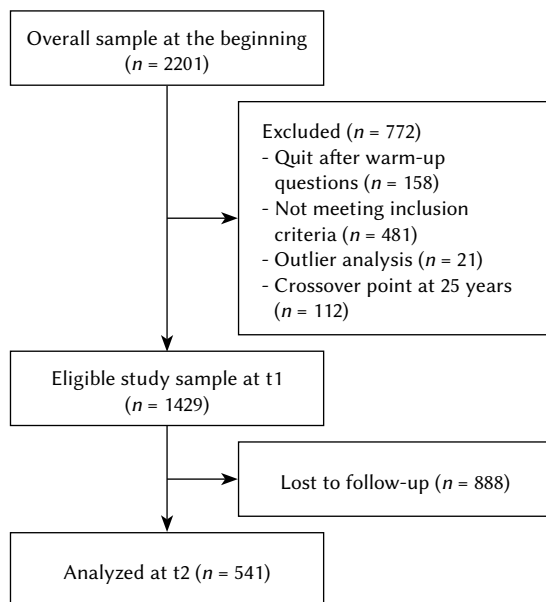 Overall sample at the beginning
(n = 2201)
Excluded (n = 772)
- Quit after warm-up
questions (n = 158)
- Not meeting inclusion
criteria (n = 481)
- Outlier analysis (n = 21)
- Crossover point at 25 years
(n = 112)
Eligible study sample at t1
(n = 1429)
Lost to follow-up (n = 888)
Analyzed at t2 (n = 541)